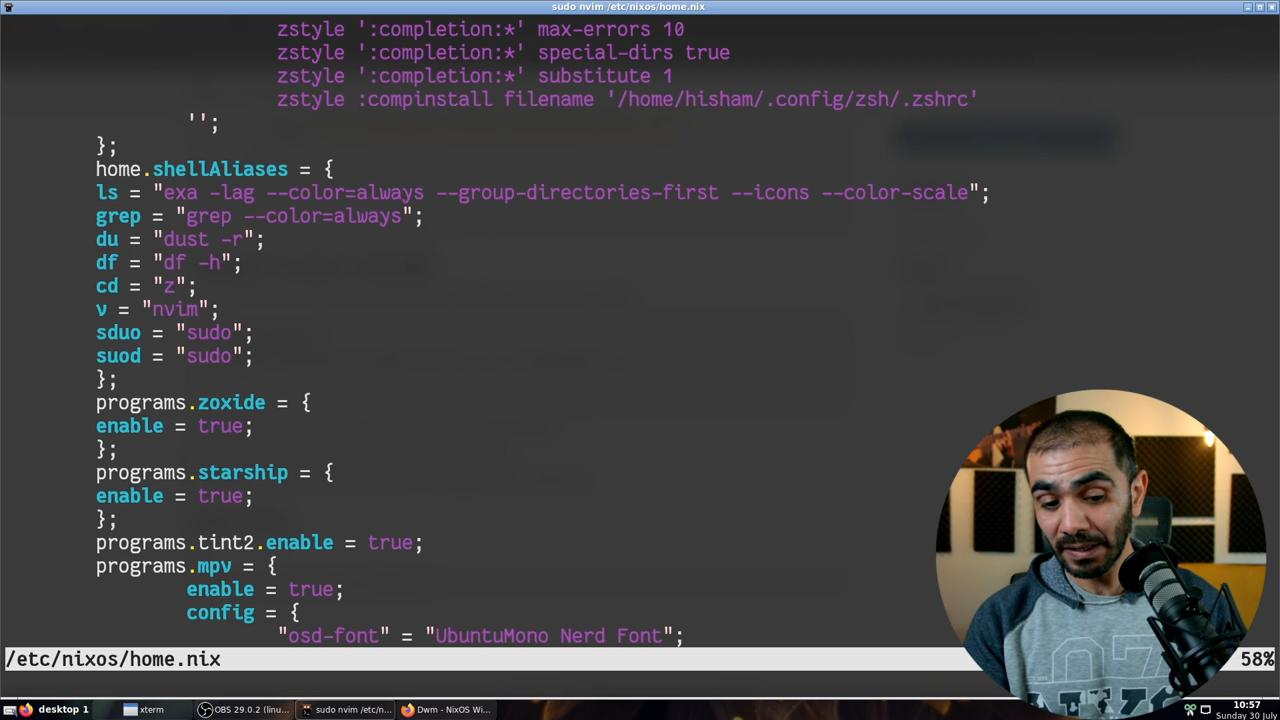 sudo nvim /etc/nixos/home.nix
zstyle ':completion:*' max-errors 10
zstyle ':completion:*' special-dirs true
zstyle ':completion:*' substitute 1
zstyle :compinstall filename '/home/hisham/.config/zsh/.zshrc'
'';
};
home.shellAliases = {
ls = "exa -lag --color=always --group-directories-first --icons --color-scale";
grep = "grep --color=always";
du = "dust -r";
df = "df -h";
cd = "z";
v = "nvim";
sduo = "sudo";
suod = "sudo";
};
programs.zoxide = {
enable = true;
};
programs.starship = {
enable = true;
};
programs.tint2.enable = true;
programs.mpv = {
enable = true;
config = {
"osd-font" = "UbuntuMono Nerd Font";
/etc/nixos/home.nix 58%
desktop 1 xterm OBS 29.0.2 (linu... sudo nvim /etc/n... Dwm - NixOS Wi... 10:57
Sunday 30 July